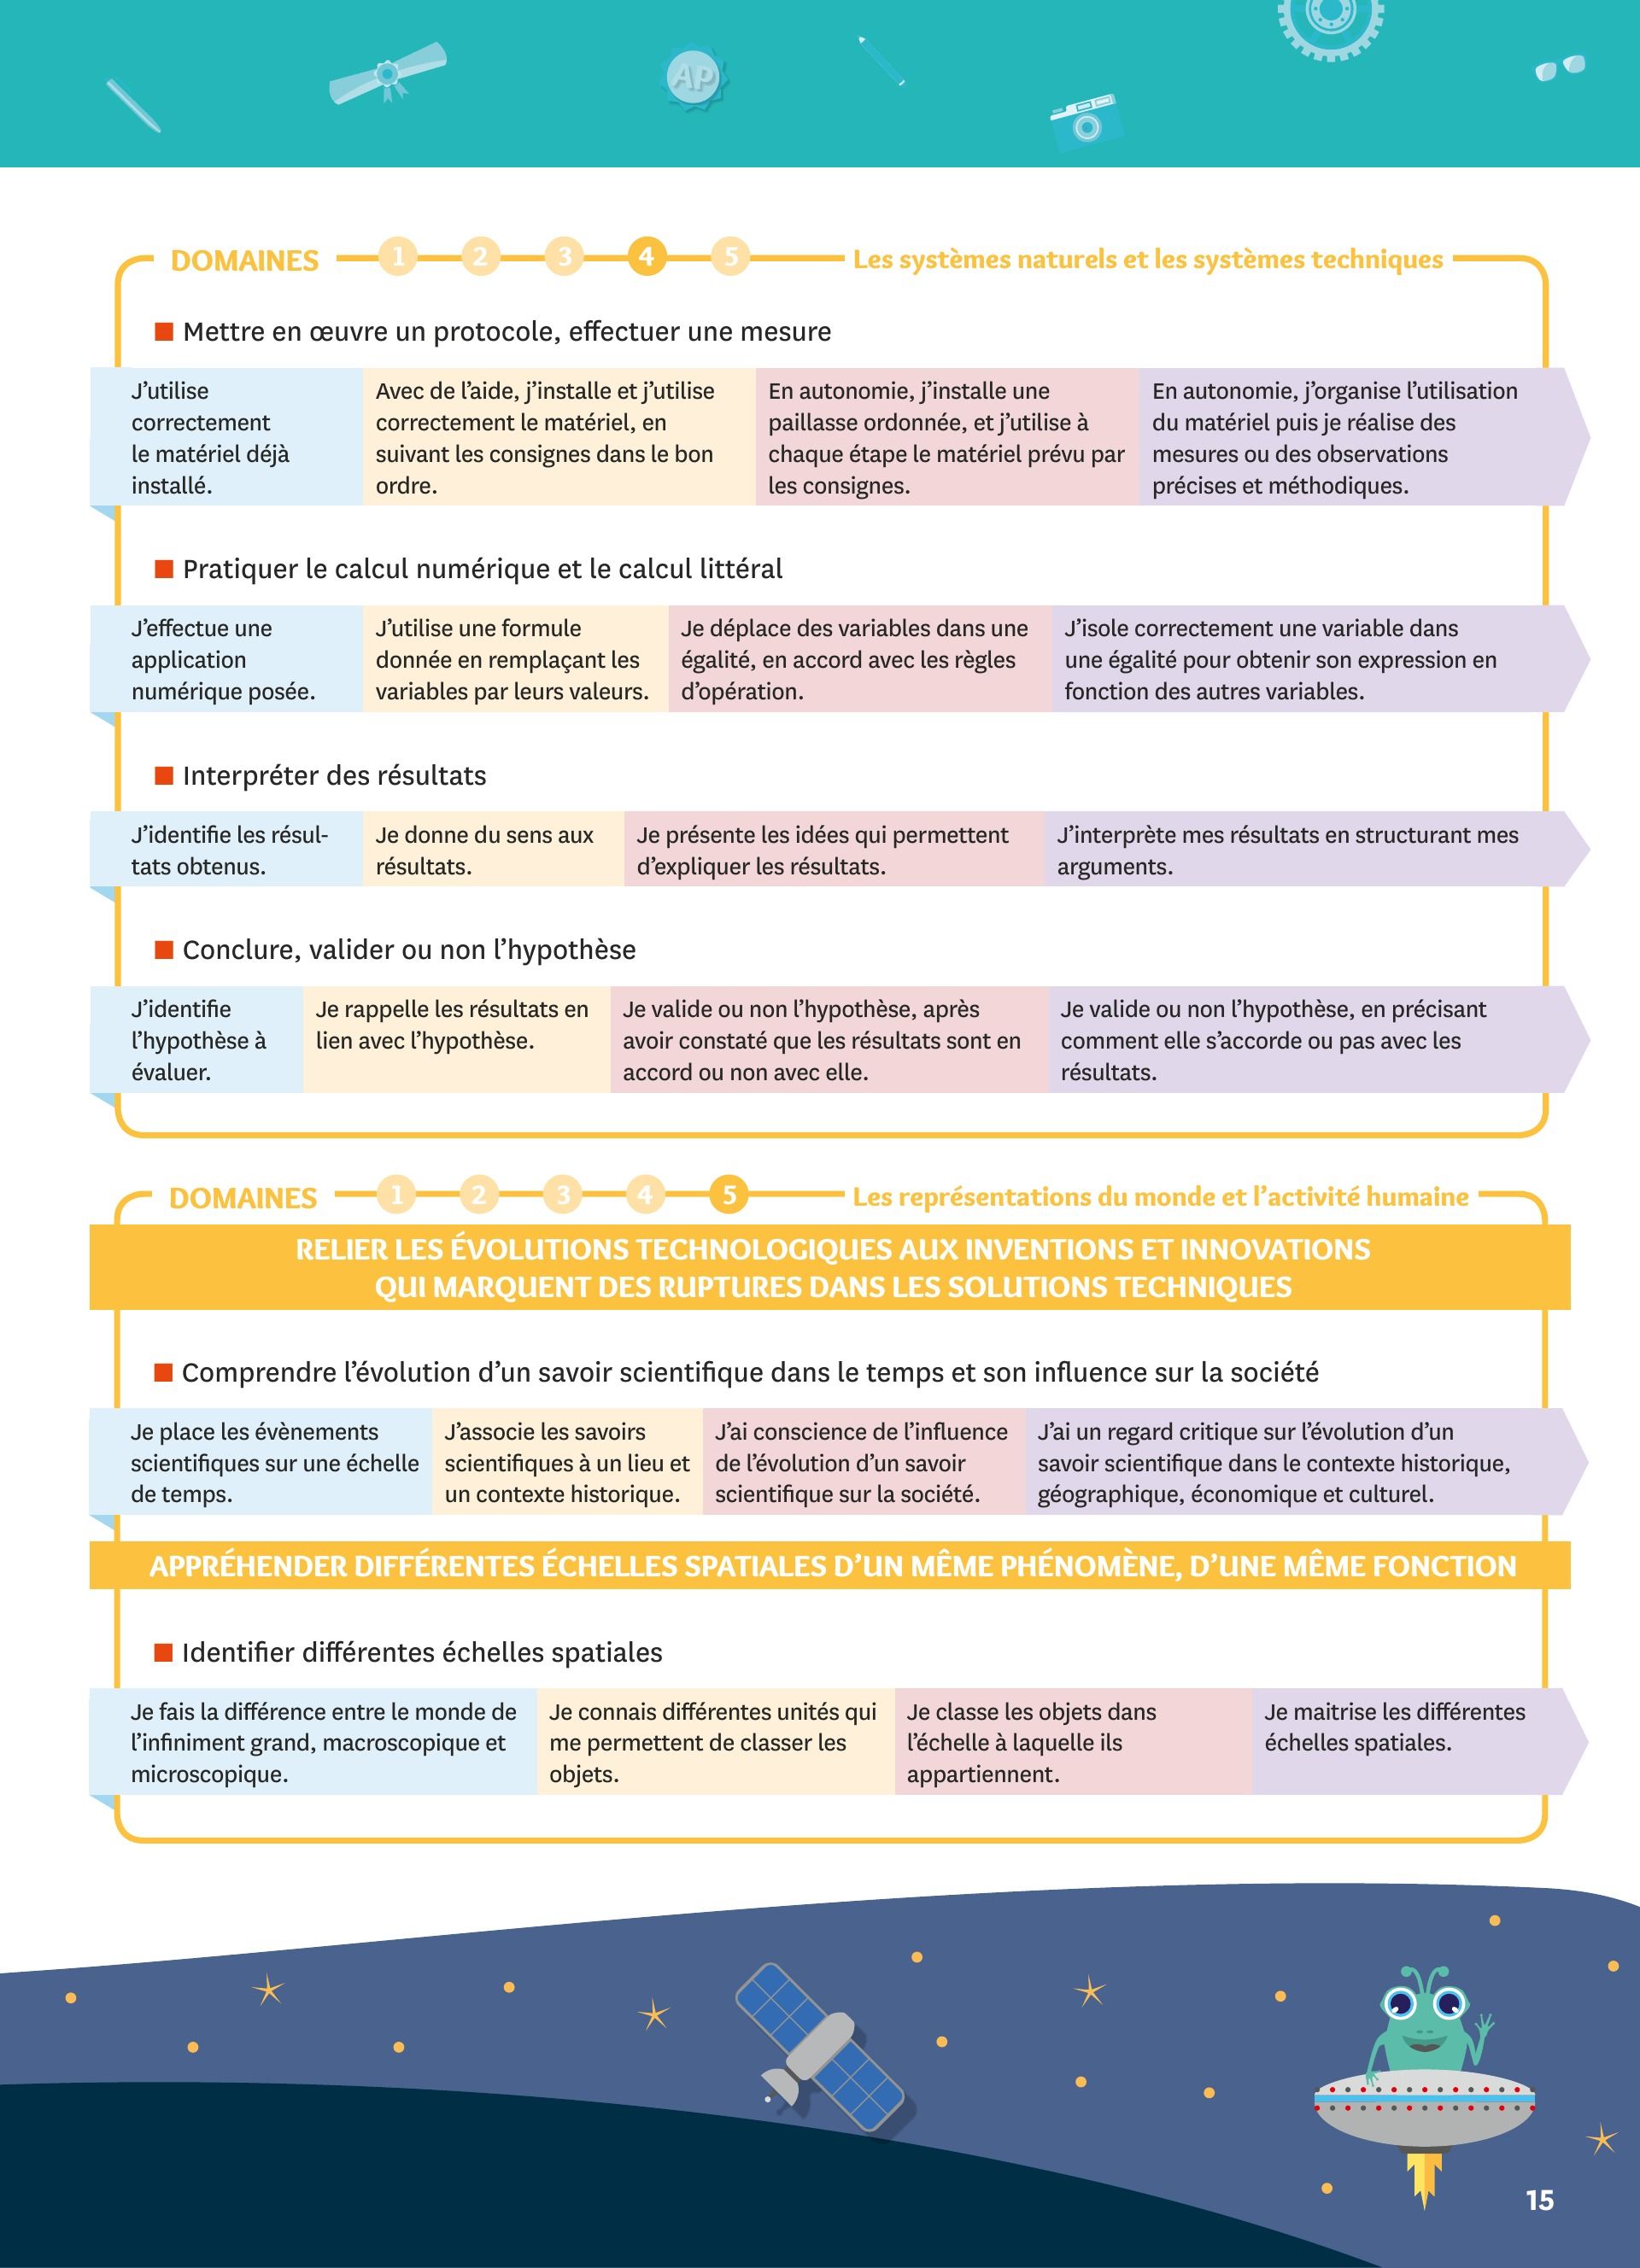 AP
DOMAINES 1 2 3 4 5 Les systèmes naturels et les systèmes techniques
Mettre en œuvre un protocole, effectuer une mesure
J'utilise
correctement
le matériel déjà
installé.
Avec de l'aide, j'installe et j'utilise
correctement le matériel, en
suivant les consignes dans le bon
ordre.
En autonomie, j'installe une
paillasse ordonnée, et j'utilise à
chaque étape le matériel prévu par
les consignes.
En autonomie, j'organise l'utilisation
du matériel puis je réalise des
mesures ou des observations
précises et méthodiques.
Pratiquer le calcul numérique et le calcul littéral
J'effectue une
application
numérique posée.
J'utilise une formule
donnée en remplaçant les
variables par leurs valeurs.
Je déplace des variables dans une
égalité, en accord avec les règles
d'opération.
J'isole correctement une variable dans
une égalité pour obtenir son expression en
fonction des autres variables.
Interpréter des résultats
J'identifie les résul-
tats obtenus.
Je donne du sens aux
résultats.
Je présente les idées qui permettent
d'expliquer les résultats.
J'interprète mes résultats en structurant mes
arguments.
Conclure, valider ou non l'hypothèse
J'identifie
l'hypothèse à
évaluer.
Je rappelle les résultats en
lien avec l'hypothèse.
Je valide ou non l'hypothèse, après
avoir constaté que les résultats sont en
accord ou non avec elle.
Je valide ou non l'hypothèse, en précisant
comment elle s'accorde ou pas avec les
résultats.
DOMAINES 1 2 3 4 5 Les représentations du monde et l'activité humaine
RELIER LES ÉVOLUTIONS TECHNOLOGIQUES AUX INVENTIONS ET INNOVATIONS
QUI MARQUENT DES RUPTURES DANS LES SOLUTIONS TECHNIQUES
Comprendre l'évolution d'un savoir scientifique dans le temps et son influence sur la société
Je place les évènements
scientifiques sur une échelle
de temps.
J'associe les savoirs
scientifiques à un lieu et
un contexte historique.
J'ai conscience de l'influence
de l'évolution d'un savoir
scientifique sur la société.
J'ai un regard critique sur l'évolution d'un
savoir scientifique dans le contexte historique,
géographique, économique et culturel.
APPRÉHENDER DIFFÉRENTES ÉCHELLES SPATIALES D'UN MÊME PHÉNOMÈNE, D'UNE MÊME FONCTION
Identifier différentes échelles spatiales
Je fais la différence entre le monde de
l'infiniment grand, macroscopique et
microscopique.
Je connais différentes unités qui
me permettent de classer les
objets.
Je classe les objets dans
l'échelle à laquelle ils
appartiennent.
Je maitrise les différentes
échelles spatiales.
15